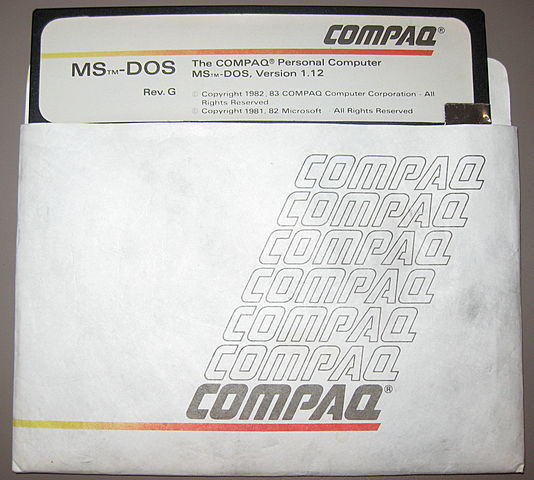 COMPAQ®
MS™-DOS
Rev. G
The COMPAQ® Personal Computer
MS™-DOS, Version 1.12
© Copyright 1982, 83 COMPAQ Computer Corporation - All
Rights Reserved
© Copyright 1981, 82 Microsoft - All Rights Reserved
COMPAQ
COMPAQ
COMPAQ
COMPAQ
COMPAQ
COMPAQ
COMPAQ®